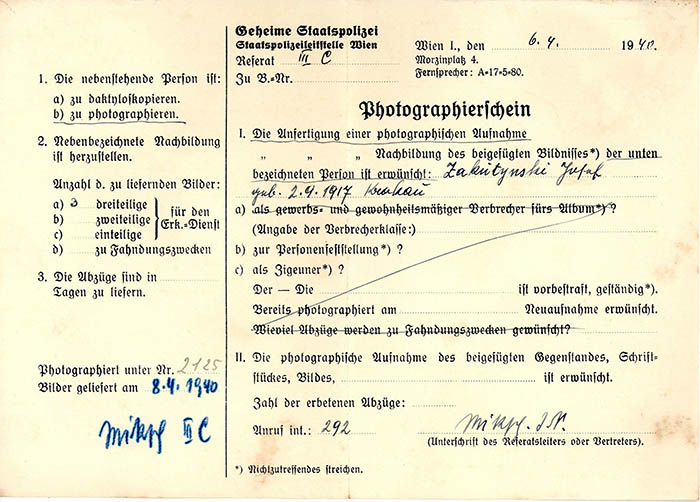 Geheime Staatspolizei
Staatspolizeileitstelle Wien
Referat III C
Zu B.-Nr.
Wien I., den 6.4. 1940.
Morzinplatz 4.
Fernsprecher: A=17=5=80.
1. Die nebenstehende Person ist:
a) zu daktyloskopieren.
b) zu photographieren.
2. Nebenbezeichnete Nachbildung
ist herzustellen.
Anzahl d. zu liefernden Bilder:
a) 3 dreiteilige
b) zweiteilige
c) einteilige
für den
Erk.=Dienst
d) zu Fahndungszwecken
3. Die Abzüge sind in
Tagen zu liefern.
Photographiert unter Nr. 2125
Bilder geliefert am 8.4.1940
III C
Photographierschein
I. Die Anfertigung einer photographischen Aufnahme
„ „ Nachbildung des beigefügten Bildnisses*) der unten
bezeichneten Person ist erwünscht: Zakutynski Josef
geb. 2.9.1917 Krakau
a) als gewerbs= und gewohnheitsmäßiger Verbrecher fürs Album*) ?
(Angabe der Verbrecherklasse:)
b) zur Personenfeststellung*) ?
c) als Zigeuner*) ?
Der — Die ist vorbestraft, geständig*).
Bereits photographiert am Neuaufnahme erwünscht.
Wieviel Abzüge werden zu Fahndungszwecken gewünscht?
II. Die photographische Aufnahme des beigefügten Gegenstandes, Schrift=
stückes, Bildes, ist erwünscht.
Zahl der erbetenen Abzüge:
Anruf int.: 292
(Unterschrift des Referatsleiters oder Vertreters).
*) Nichtzutreffendes streichen.